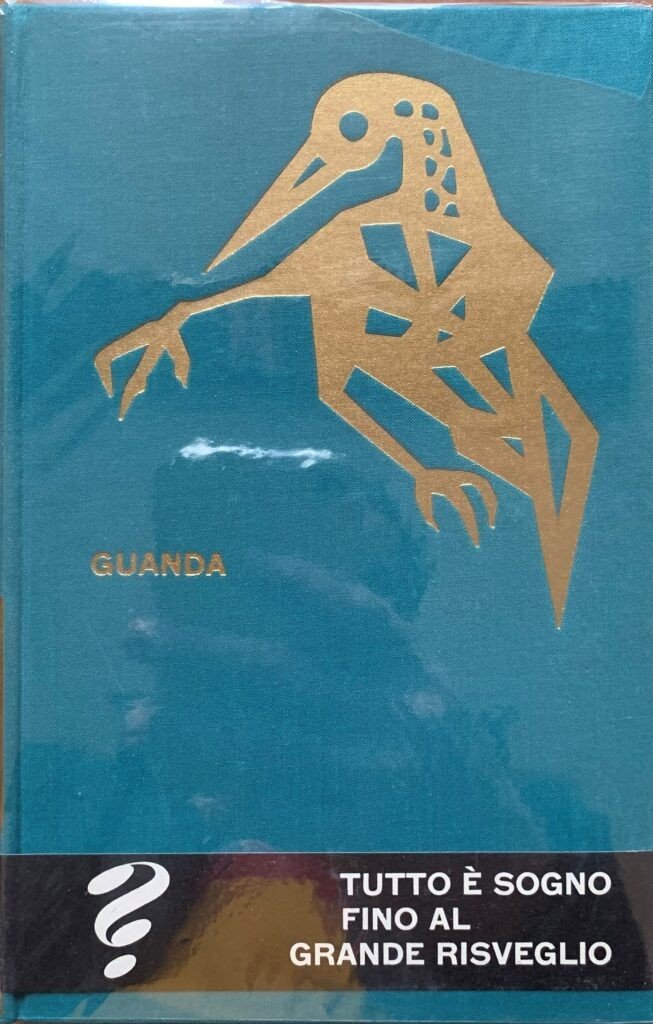 GUANDA
?
TUTTO È SOGNO
FINO AL
GRANDE RISVEGLIO